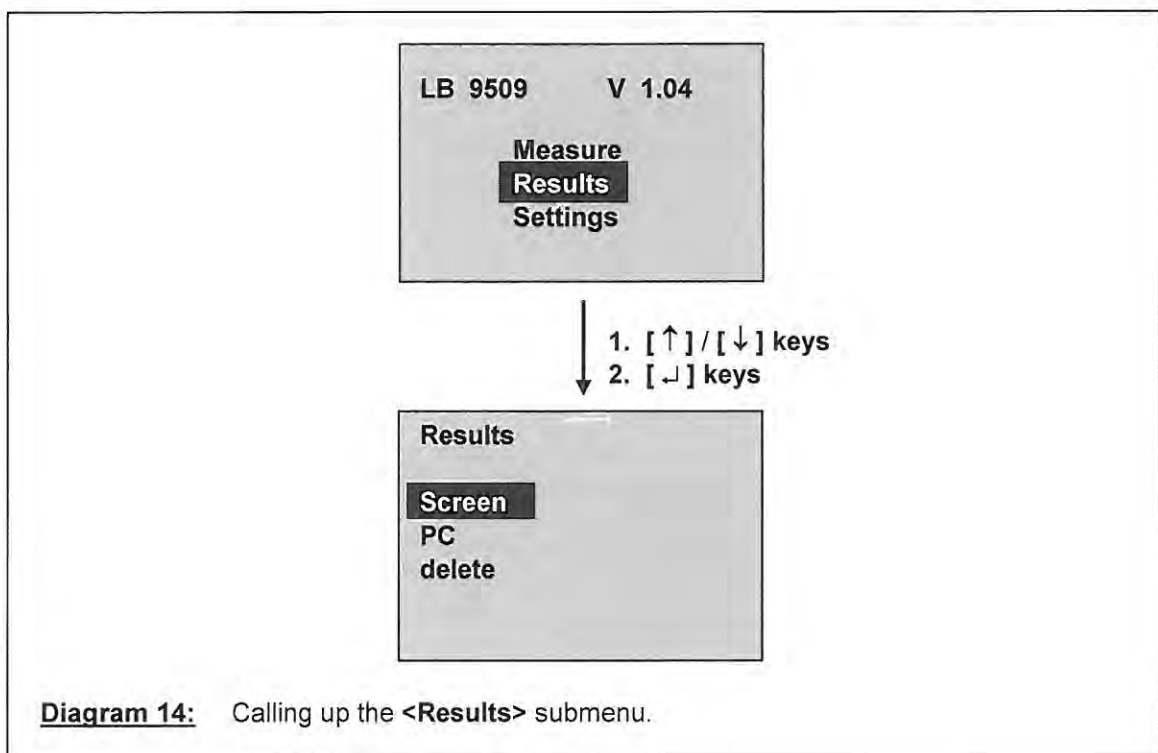 LB 9509 V 1.04
Measure
Results
Settings
1. [ ↑ ] / [ ↓ ] keys
2. [ ↵ ] keys
Results
Screen
PC
delete
Diagram 14: Calling up the <Results> submenu.